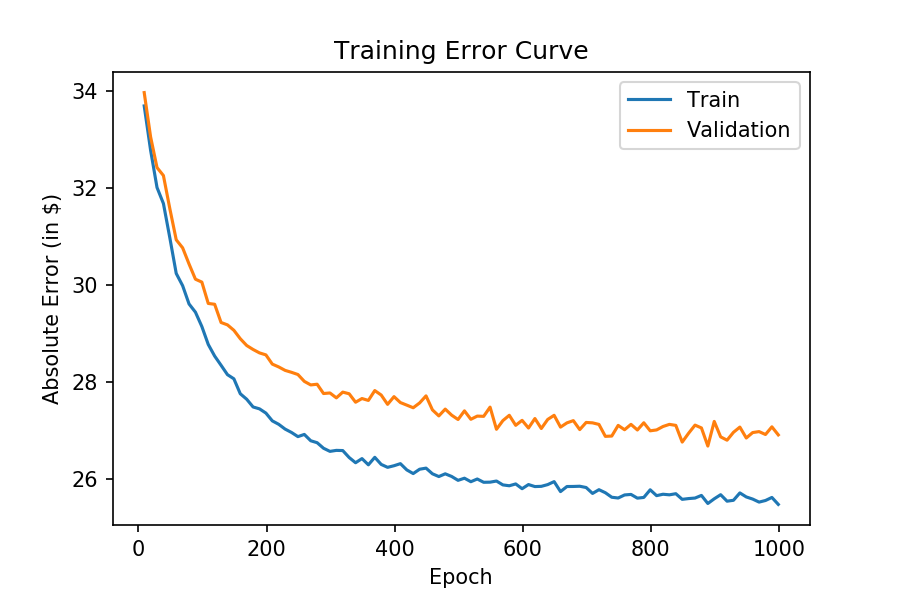 Training Error Curve
Train
Validation
34
32
30
28
26
Absolute Error (in $)
0 200 400 600 800 1000
Epoch